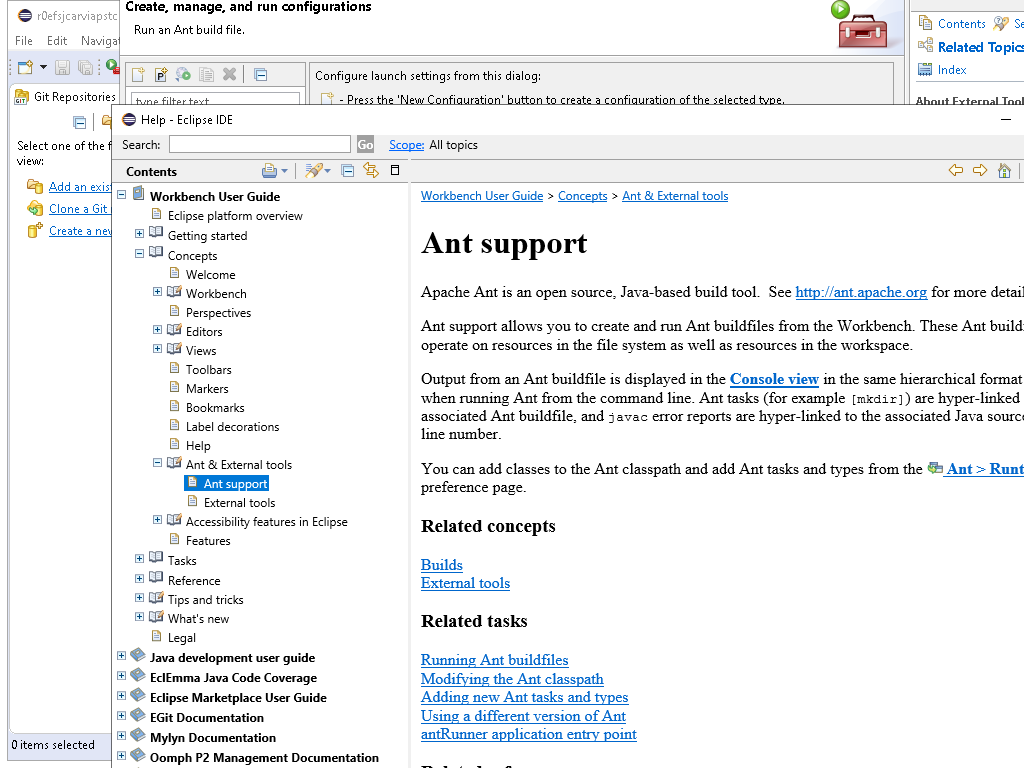 r0efsjcarviapstc
File Edit Naviga
Git Repositories
Select one of the f
view:
Add an exis
Clone a Git
Create a new
0 items selected
Create, manage, and run configurations
Run an Ant build file.
type filter text
Configure launch settings from this dialog:
- Press the 'New Configuration' button to create a configuration of the selected type.
Contents Se
Related Topics
Index
About External Tool
Help - Eclipse IDE
Search: Go Scope: All topics
Contents
Workbench User Guide
Eclipse platform overview
Getting started
Concepts
Welcome
Workbench
Perspectives
Editors
Views
Toolbars
Markers
Bookmarks
Label decorations
Help
Ant & External tools
Ant support
External tools
Accessibility features in Eclipse
Features
Tasks
Reference
Tips and tricks
What's new
Legal
Java development user guide
EclEmma Java Code Coverage
Eclipse Marketplace User Guide
EGit Documentation
Mylyn Documentation
Oomph P2 Management Documentation
Workbench User Guide > Concepts > Ant & External tools
Ant support
Apache Ant is an open source, Java-based build tool. See http://ant.apache.org for more detail
Ant support allows you to create and run Ant buildfiles from the Workbench. These Ant build
operate on resources in the file system as well as resources in the workspace.
Output from an Ant buildfile is displayed in the Console view in the same hierarchical format
when running Ant from the command line. Ant tasks (for example [mkdir]) are hyper-linked
associated Ant buildfile, and javac error reports are hyper-linked to the associated Java source
line number.
You can add classes to the Ant classpath and add Ant tasks and types from the Ant > Runt
preference page.
Related concepts
Builds
External tools
Related tasks
Running Ant buildfiles
Modifying the Ant classpath
Adding new Ant tasks and types
Using a different version of Ant
antRunner application entry point